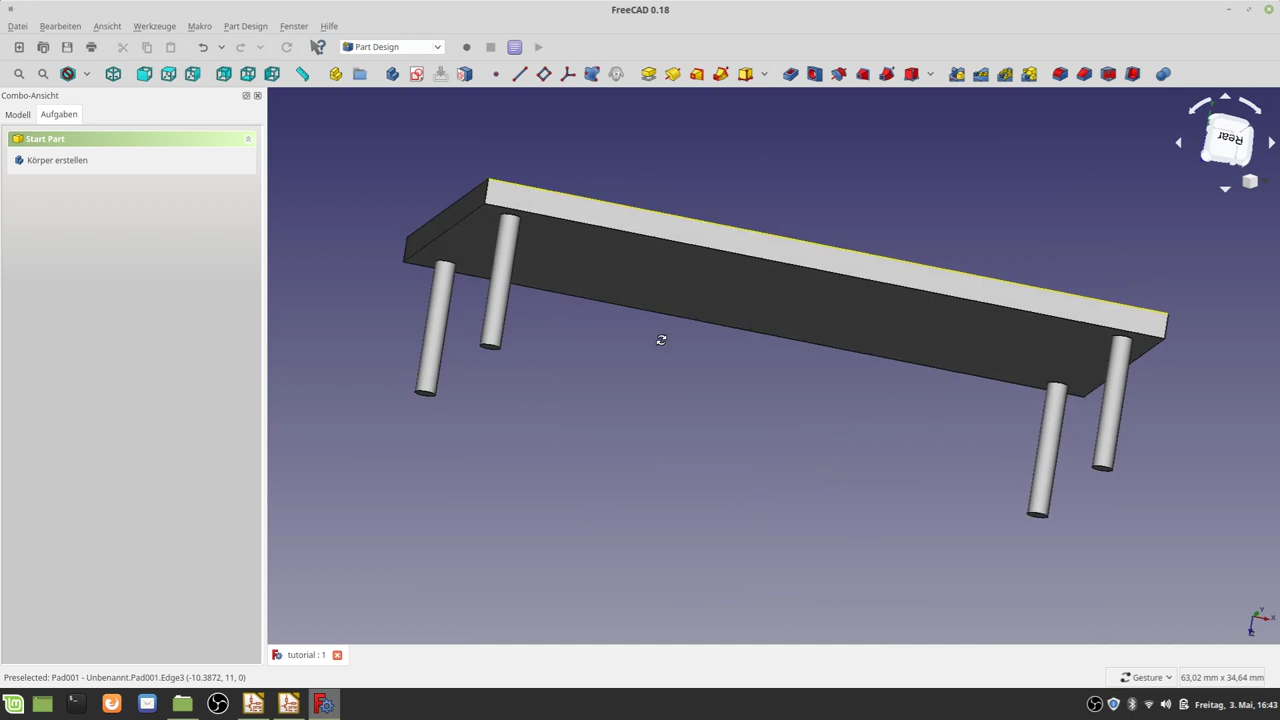 FreeCAD 0.18
Datei Bearbeiten Ansicht Werkzeuge Makro Part Design Fenster Hilfe
Part Design
Combo-Ansicht
Modell Aufgaben
Start Part
Körper erstellen
Rear
Y
X
Z
tutorial : 1
Preselected: Pad001 - Unbenannt.Pad001.Edge3 (-10.3872, 11, 0)
Gesture
63,02 mm x 34,64 mm
Freitag, 3. Mai, 16:43